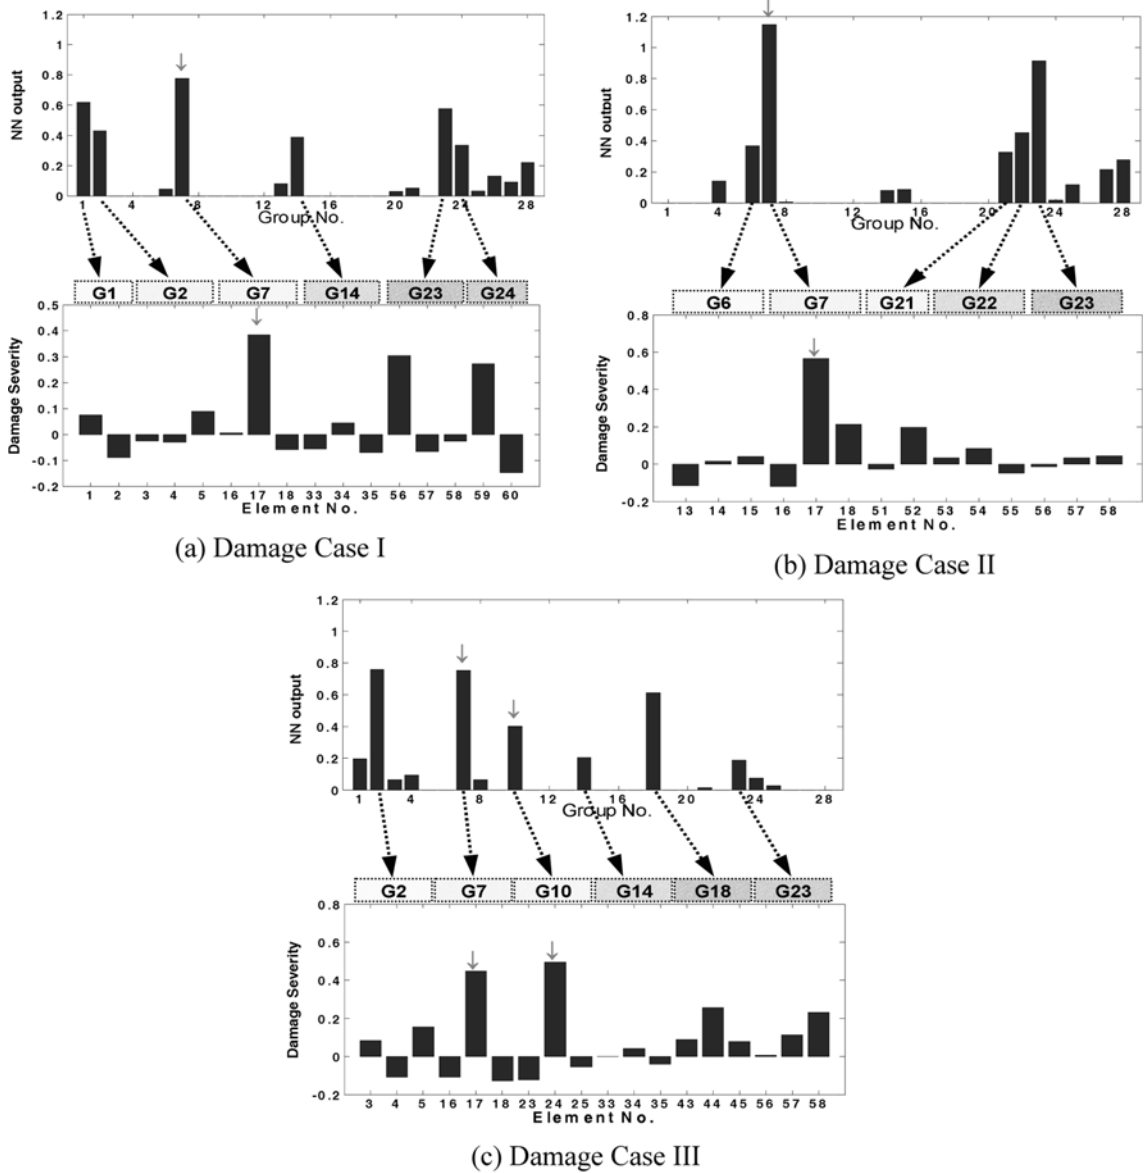 1.2
1
0.8
0.6
0.4
0.2
0
NN output
1 4 8 12 16 20 24 28
Group No.
G1 G2 G7 G14 G23 G24
0.5
0.4
0.3
0.2
0.1
0
-0.1
-0.2
Damage Severity
1 2 3 4 5 16 17 18 33 34 35 56 57 58 59 60
Element No.
(a) Damage Case I
1.2
1
0.8
0.6
0.4
0.2
0
NN output
1 4 8 12 16 20 24 28
Group No.
G6 G7 G21 G22 G23
0.8
0.6
0.4
0.2
0
-0.2
Damage Severity
13 14 15 16 17 18 51 52 53 54 55 56 57 58
Element No.
(b) Damage Case II
1.2
1
0.8
0.6
0.4
0.2
0
NN output
1 4 8 12 16 20 24 28
Group No.
G2 G7 G10 G14 G18 G23
0.8
0.6
0.4
0.2
0
-0.2
Damage Severity
3 4 5 16 17 18 23 24 25 33 34 35 43 44 45 56 57 58
Element No.
(c) Damage Case III